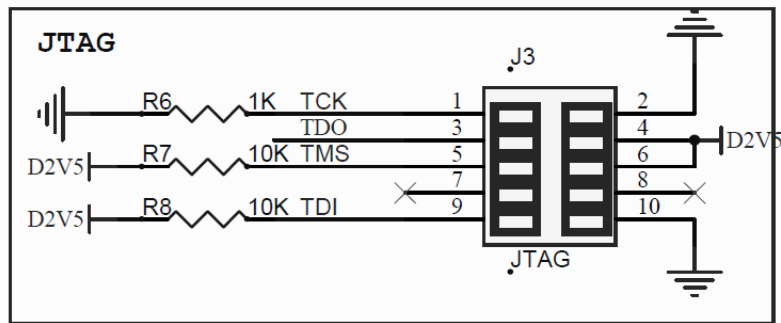 JTAG
J3
R6 1K TCK 1 2
TDO 3 4 D2V5
D2V5 R7 10K TMS 5 6
7 8
D2V5 R8 10K TDI 9 10
JTAG